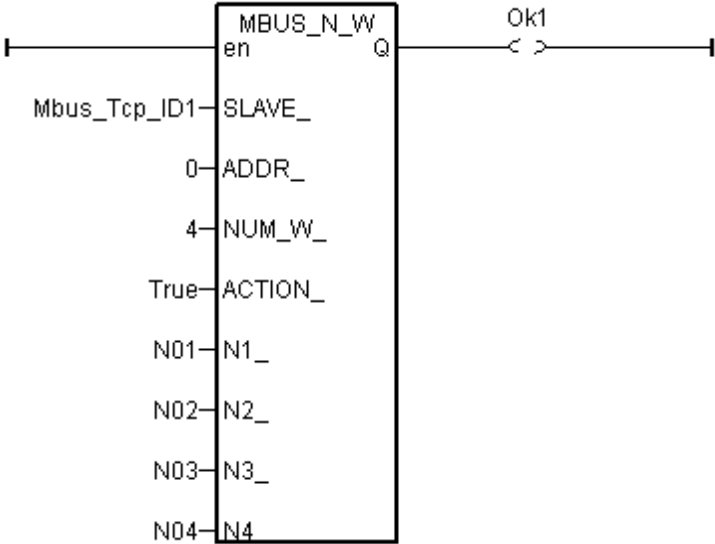 MBUS_N_W
Ok1
en Q
Mbus_Tcp_ID1 SLAVE_
0 ADDR_
4 NUM_W_
True ACTION_
N01 N1_
N02 N2_
N03 N3_
N04 N4